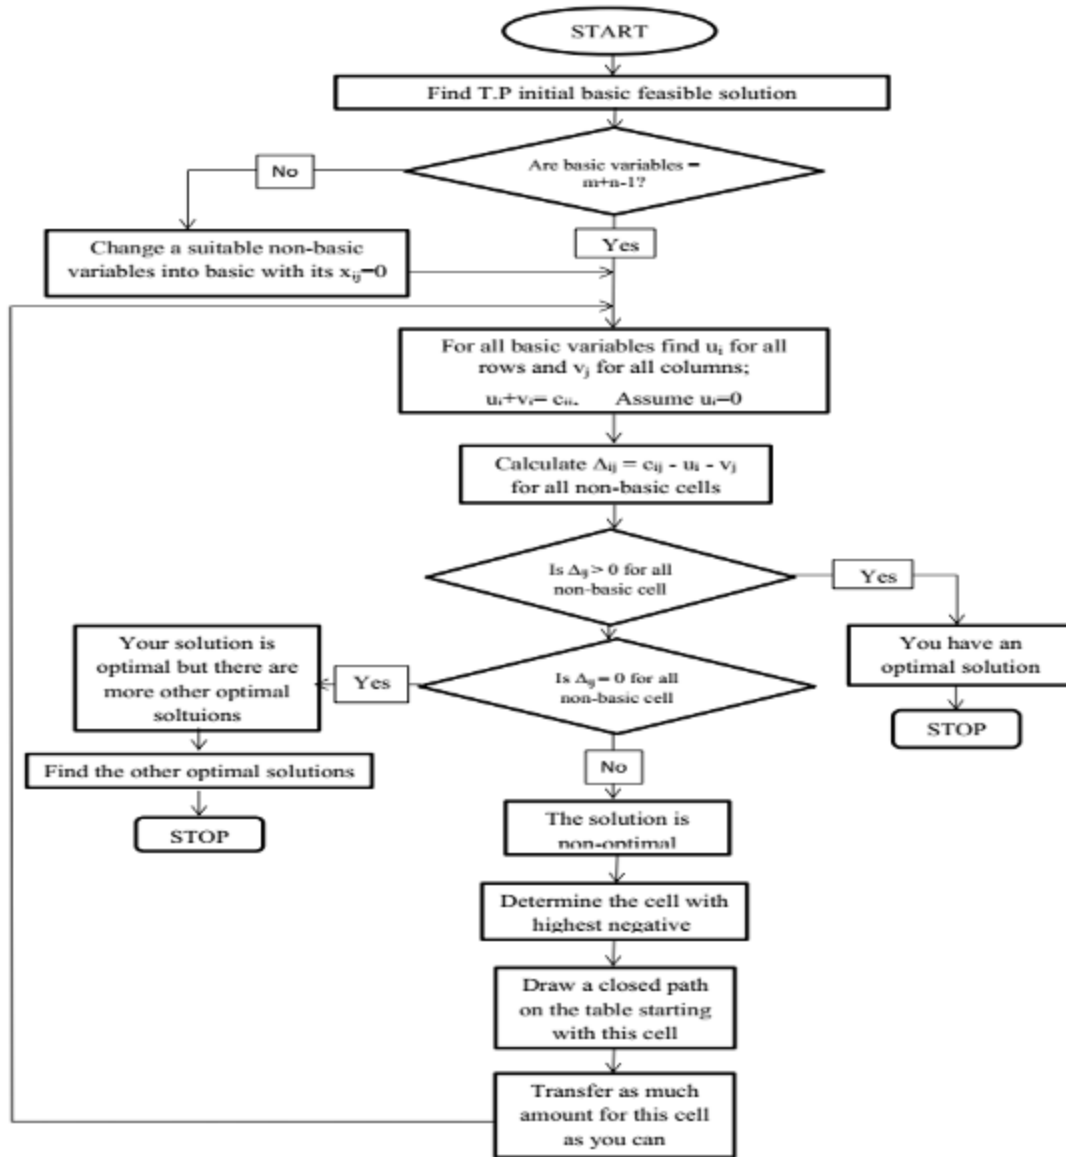 START
Find T.P initial basic feasible solution
Are basic variables =
m+n-1?
No
Yes
Change a suitable non-basic
variables into basic with its xᵢⱼ=0
For all basic variables find uᵢ for all
rows and vⱼ for all columns;
uᵢ+vⱼ= cᵢⱼ. Assume uᵢ=0
Calculate Δᵢⱼ = cᵢⱼ - uᵢ - vⱼ
for all non-basic cells
Is Δᵢⱼ > 0 for all
non-basic cell
Yes
You have an
optimal solution
STOP
Is Δᵢⱼ = 0 for all
non-basic cell
Yes
Your solution is
optimal but there are
more other optimal
soltuions
Find the other optimal solutions
STOP
No
The solution is
non-optimal
Determine the cell with
highest negative
Draw a closed path
on the table starting
with this cell
Transfer as much
amount for this cell
as you can